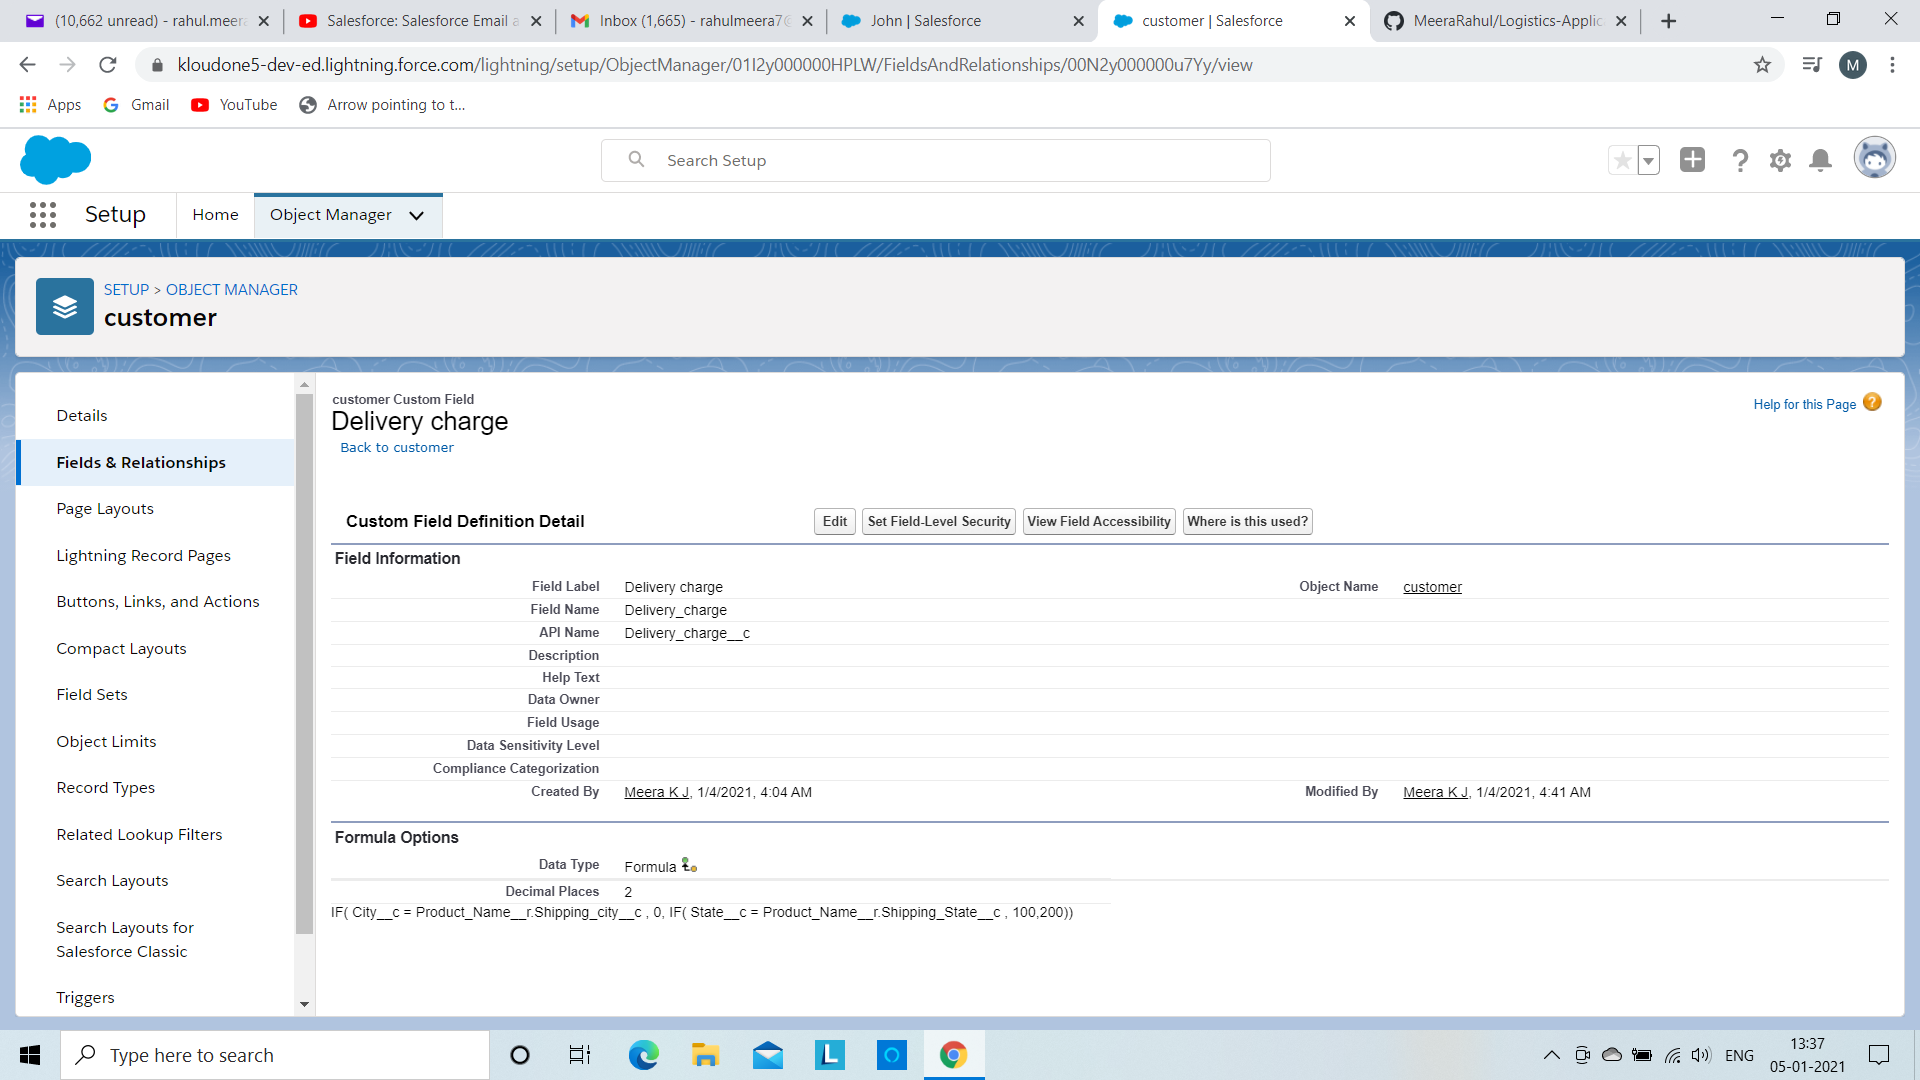 (10,662 unread) - rahul.meera
Salesforce: Salesforce Email a
Inbox (1,665) - rahulmeera7@
John | Salesforce
customer | Salesforce
MeeraRahul/Logistics-Applic
kloudone5-dev-ed.lightning.force.com/lightning/setup/ObjectManager/01I2y000000HPLW/FieldsAndRelationships/00N2y000000u7Yy/view
M
Apps
Gmail
YouTube
Arrow pointing to t...
Search Setup
Setup
Home
Object Manager
SETUP > OBJECT MANAGER
customer
Details
Fields & Relationships
Page Layouts
Lightning Record Pages
Buttons, Links, and Actions
Compact Layouts
Field Sets
Object Limits
Record Types
Related Lookup Filters
Search Layouts
Search Layouts for
Salesforce Classic
Triggers
customer Custom Field
Delivery charge
Back to customer
Help for this Page
Custom Field Definition Detail
Edit
Set Field-Level Security
View Field Accessibility
Where is this used?
Field Information
Field Label Delivery charge
Object Name customer
Field Name Delivery_charge
API Name Delivery_charge__c
Description
Help Text
Data Owner
Field Usage
Data Sensitivity Level
Compliance Categorization
Created By Meera K J, 1/4/2021, 4:04 AM
Modified By Meera K J, 1/4/2021, 4:41 AM
Formula Options
Data Type Formula
Decimal Places 2
IF( City__c = Product_Name__r.Shipping_city__c , 0, IF( State__c = Product_Name__r.Shipping_State__c , 100,200))
Type here to search
L
ENG
13:37
05-01-2021